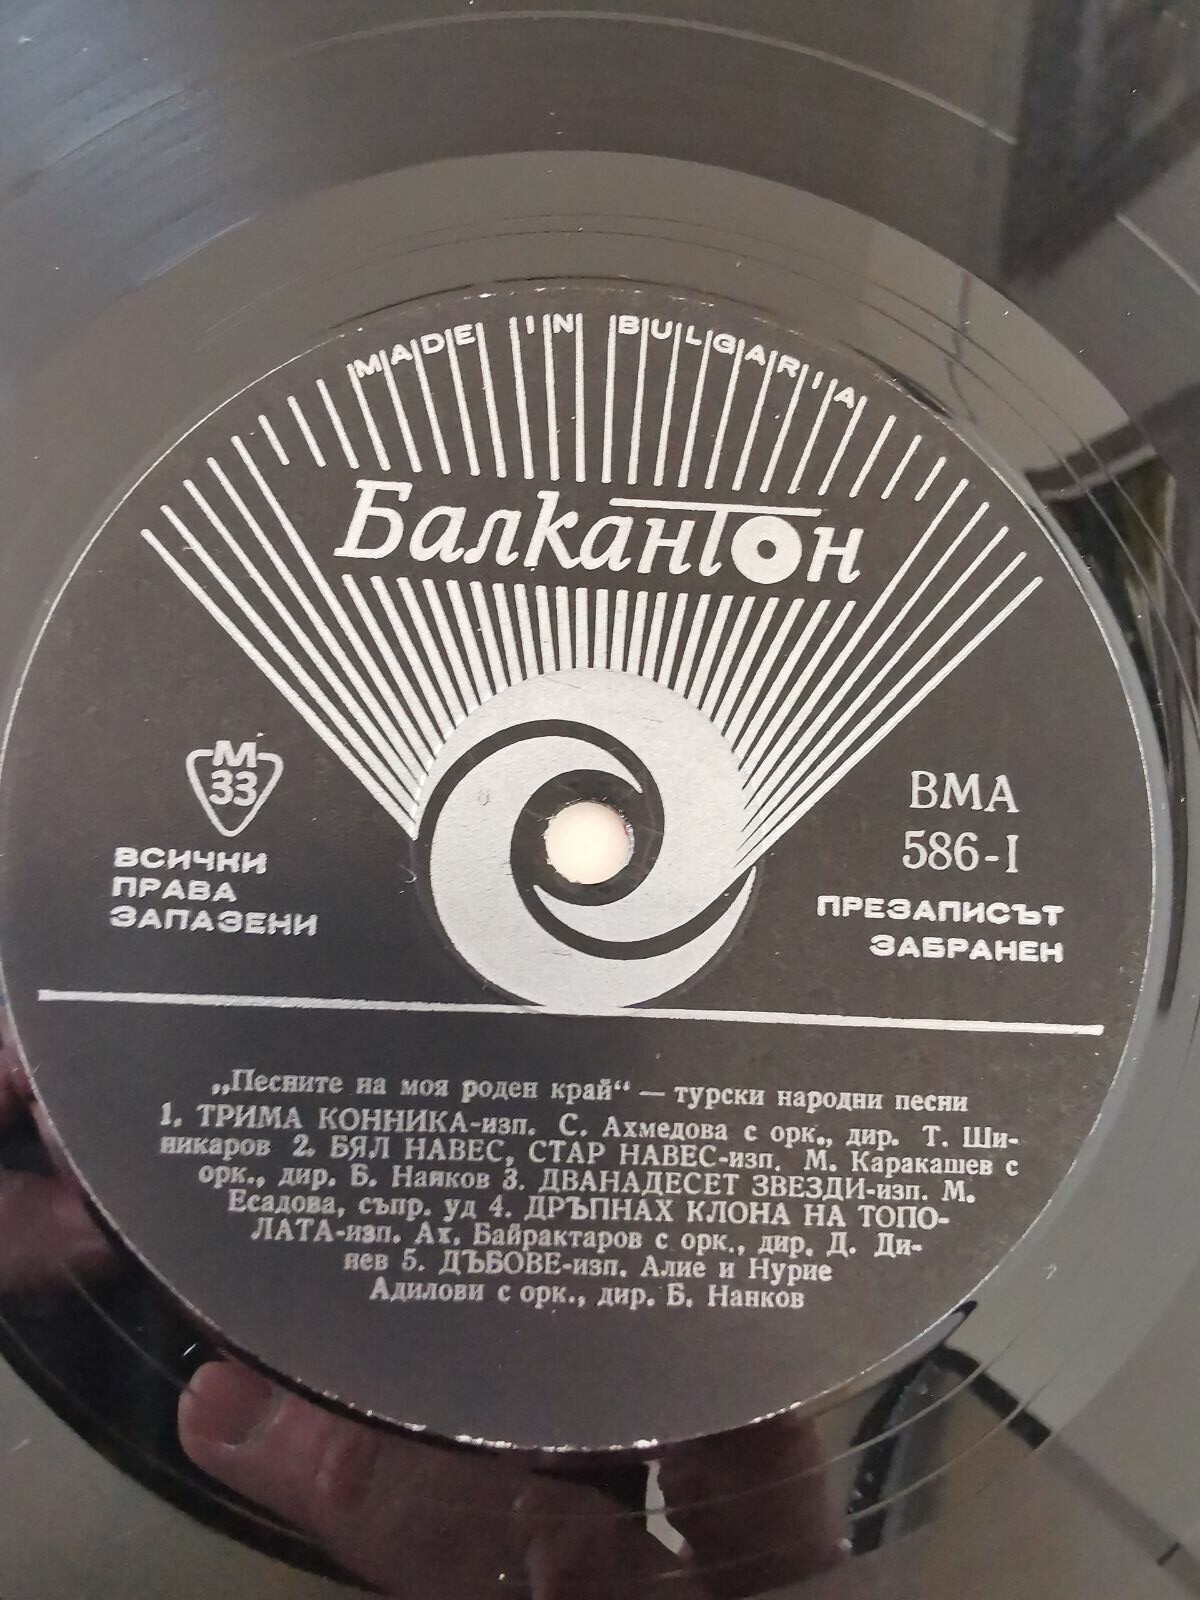 MADE IN BULGARIA
Балкантон
М
33
ВСИЧКИ
ПРАВА
ЗАПАЗЕНИ
ВМА
586-I
ПРЕЗАПИСЪТ
ЗАБРАНЕН
„Песните на моя роден край“ — турски народни песни
1. ТРИМА КОННИКА-изп. С. Ахмедова с орк., дир. Т. Ши-
никаров 2. БЯЛ НАВЕС, СТАР НАВЕС-изп. М. Каракашев с
орк., дир. Б. Нанков 3. ДВАНАДЕСЕТ ЗВЕЗДИ-изп. М.
Есадова, съпр. уд 4. ДРЪПНАХ КЛОНА НА ТОПО-
ЛАТА-изп. Ах. Байрактаров с орк., дир. Д. Ди-
нев 5. ДЪБОВЕ-изп. Алие и Нурие
Адилови с орк., дир. Б. Нанков